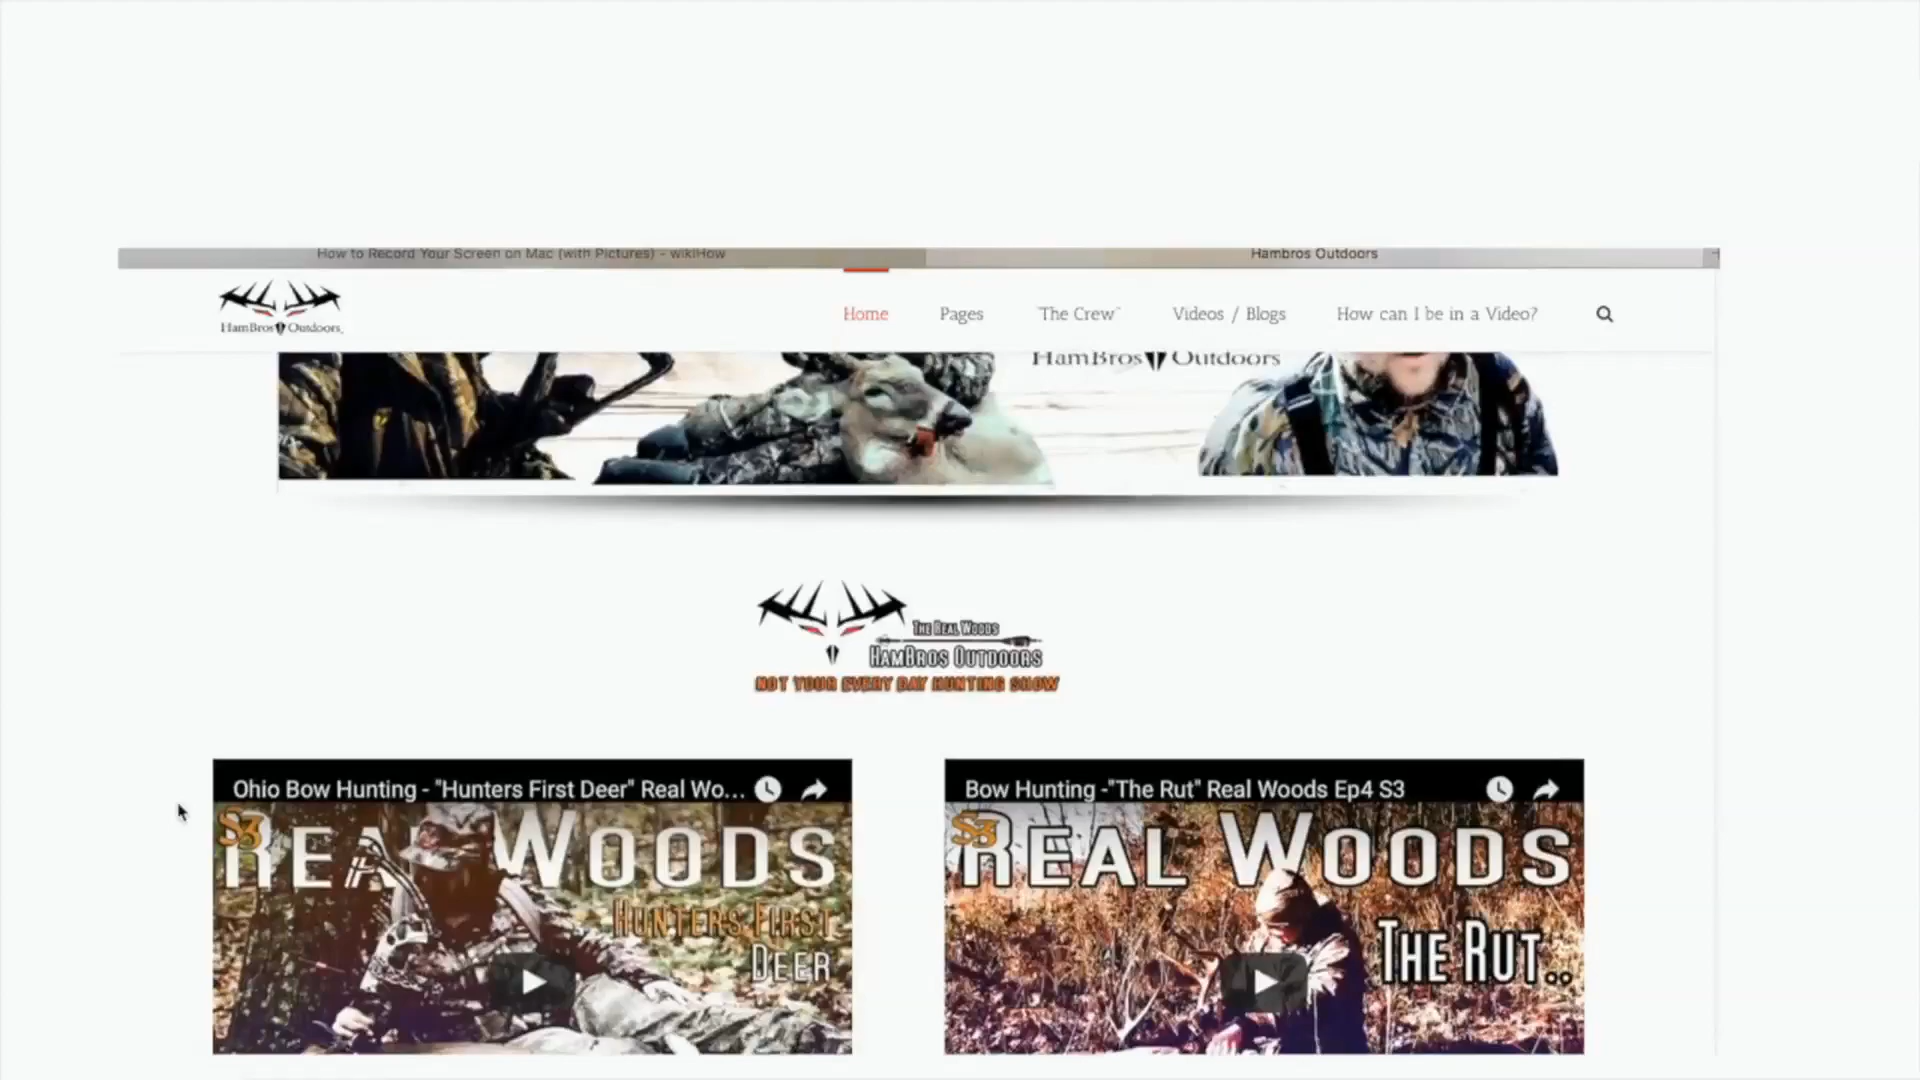 How to Record Your Screen on Mac (with Pictures) - wikiHow
Hambros Outdoors
HamBros Outdoors
Home
Pages
"The Crew"
Videos / Blogs
How can I be in a Video?
HamBros Outdoors
The Real Woods
HamBros Outdoors
Not Your Every Day Hunting Show
Ohio Bow Hunting - "Hunters First Deer" Real Wo...
S3
Real Woods
Hunters First
Deer
Bow Hunting -"The Rut" Real Woods Ep4 S3
S3
Real Woods
The Rut..